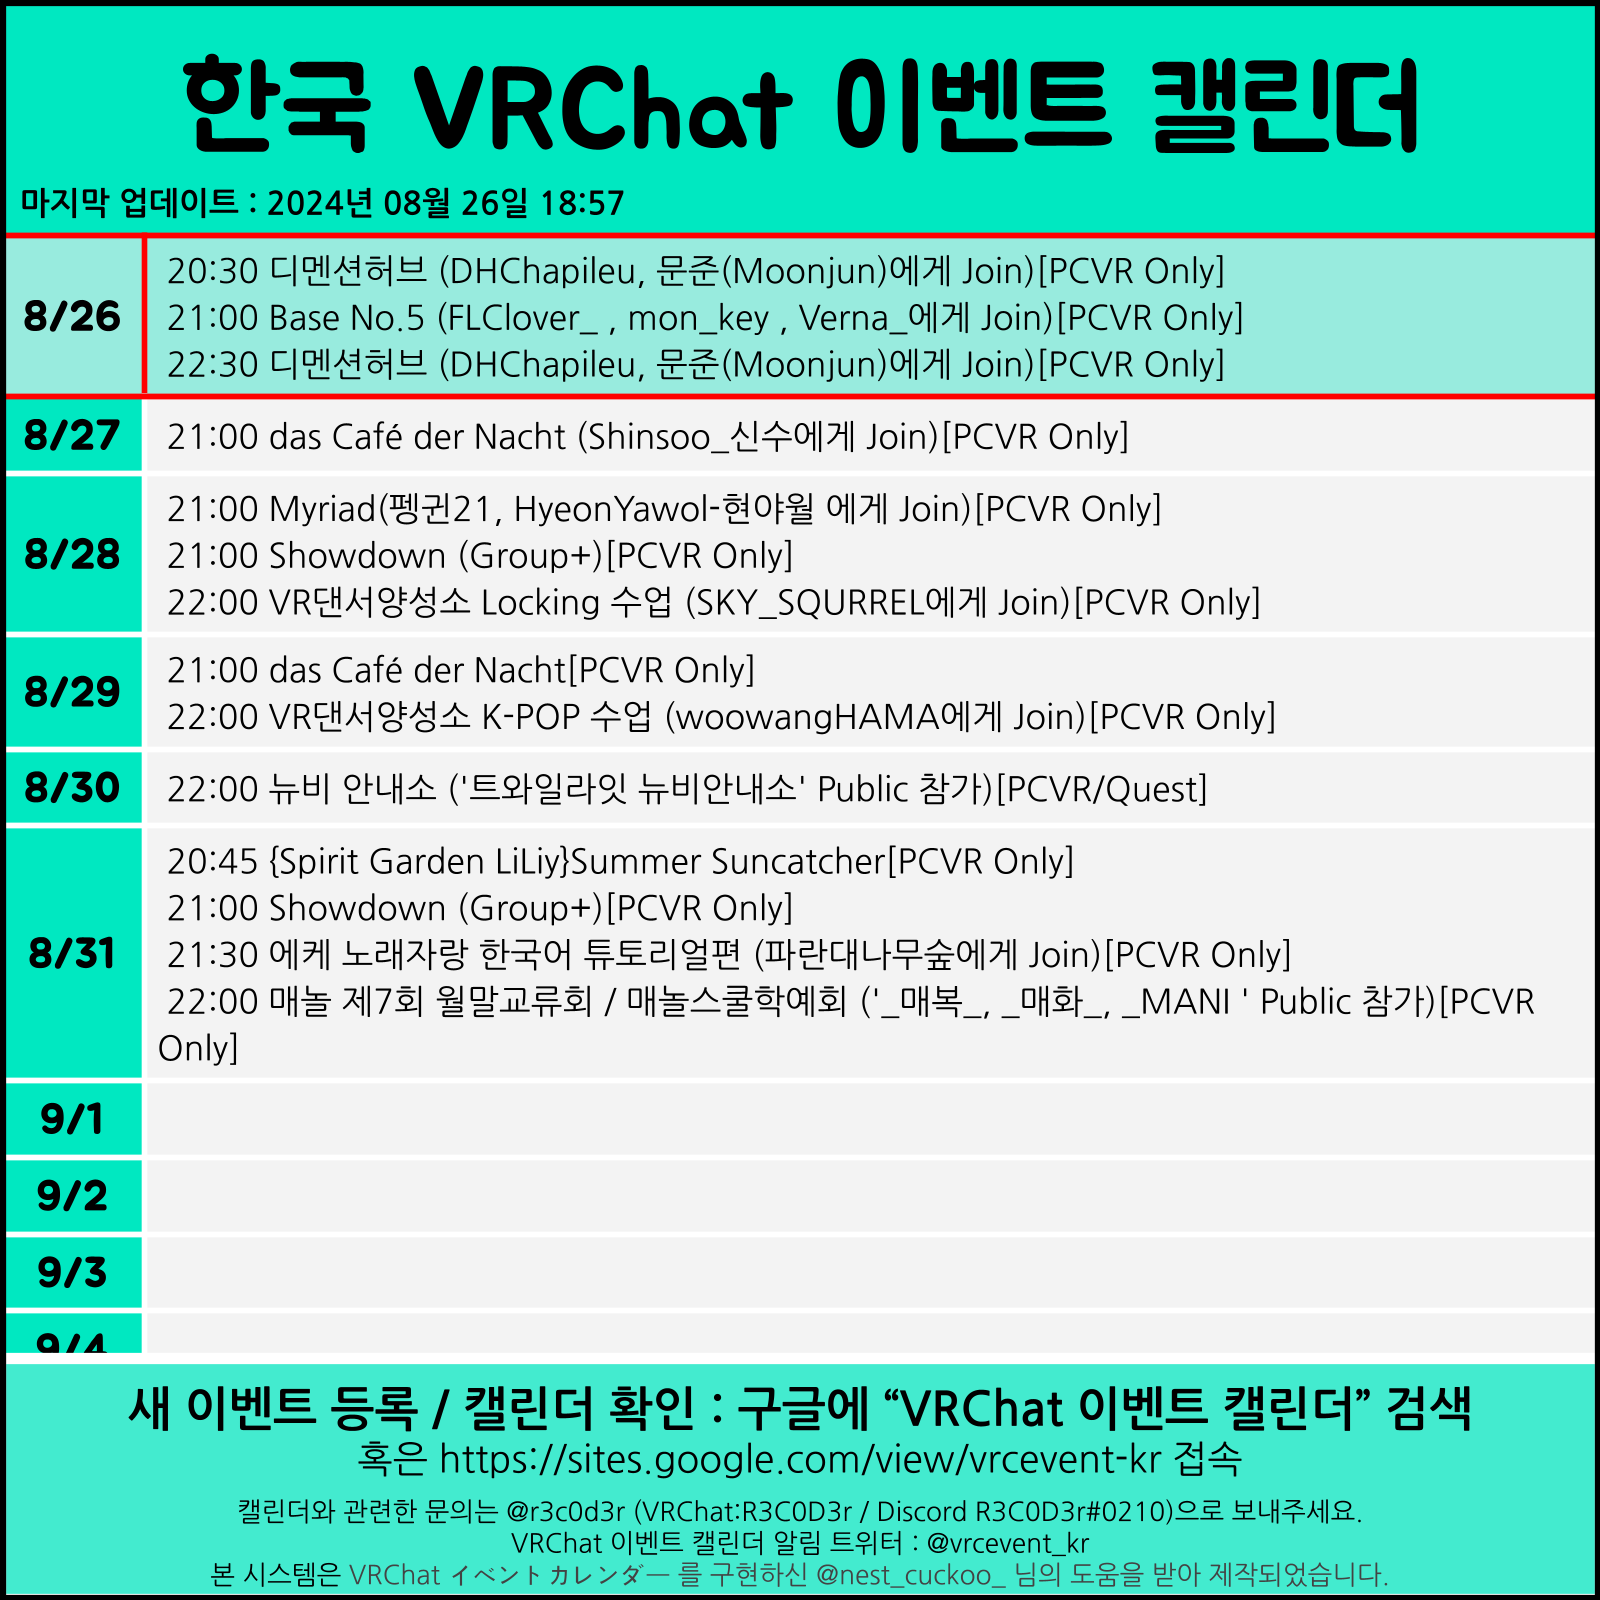 한국 VRChat 이벤트 캘린더
마지막 업데이트 : 2024년 08월 26일 18:57
8/26
20:30 디멘션허브 (DHChapileu, 문준(Moonjun)에게 Join)[PCVR Only]
21:00 Base No.5 (FLClover_ , mon_key , Verna_에게 Join)[PCVR Only]
22:30 디멘션허브 (DHChapileu, 문준(Moonjun)에게 Join)[PCVR Only]
8/27
21:00 das Café der Nacht (Shinsoo_신수에게 Join)[PCVR Only]
8/28
21:00 Myriad(펭귄21, HyeonYawol-현야월 에게 Join)[PCVR Only]
21:00 Showdown (Group+)[PCVR Only]
22:00 VR댄서양성소 Locking 수업 (SKY_SQURREL에게 Join)[PCVR Only]
8/29
21:00 das Café der Nacht[PCVR Only]
22:00 VR댄서양성소 K-POP 수업 (woowangHAMA에게 Join)[PCVR Only]
8/30
22:00 뉴비 안내소 ('트와일라잇 뉴비안내소' Public 참가)[PCVR/Quest]
8/31
20:45 {Spirit Garden LiLiy}Summer Suncatcher[PCVR Only]
21:00 Showdown (Group+)[PCVR Only]
21:30 에케 노래자랑 한국어 튜토리얼편 (파란대나무숲에게 Join)[PCVR Only]
22:00 매놀 제7회 월말교류회 / 매놀스쿨학예회 ('_매복_, _매화_, _MANI ' Public 참가)[PCVR
Only]
9/1
9/2
9/3
9/4
새 이벤트 등록 / 캘린더 확인 : 구글에 “VRChat 이벤트 캘린더” 검색
혹은 https://sites.google.com/view/vrcevent-kr 접속
캘린더와 관련한 문의는 @r3c0d3r (VRChat:R3C0D3r / Discord R3C0D3r#0210)으로 보내주세요.
VRChat 이벤트 캘린더 알림 트위터 : @vrcevent_kr
본 시스템은 VRChat イベントカレンダー 를 구현하신 @nest_cuckoo_ 님의 도움을 받아 제작되었습니다.